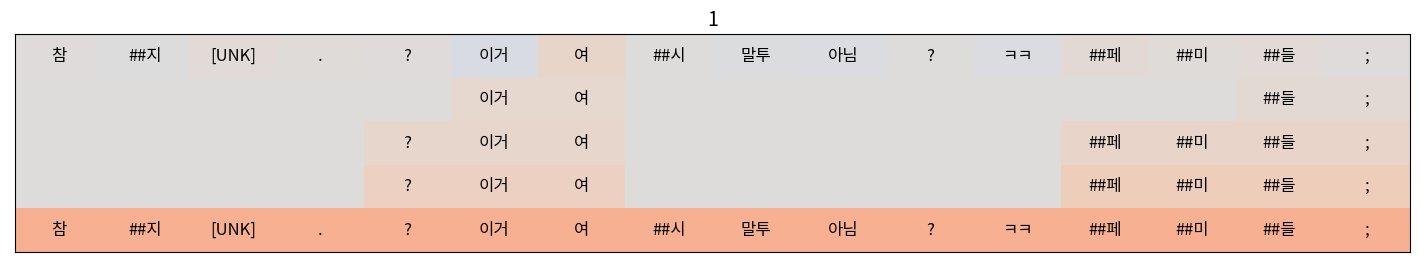 1
참 ##지 [UNK] . ? 이거 여 ##시 말투 아님 ? ㅋㅋ ##페 ##미 ##들 ;
이거 여 ##들 ;
? 이거 여 ##페 ##미 ##들 ;
? 이거 여 ##페 ##미 ##들 ;
참 ##지 [UNK] . ? 이거 여 ##시 말투 아님 ? ㅋㅋ ##페 ##미 ##들 ;